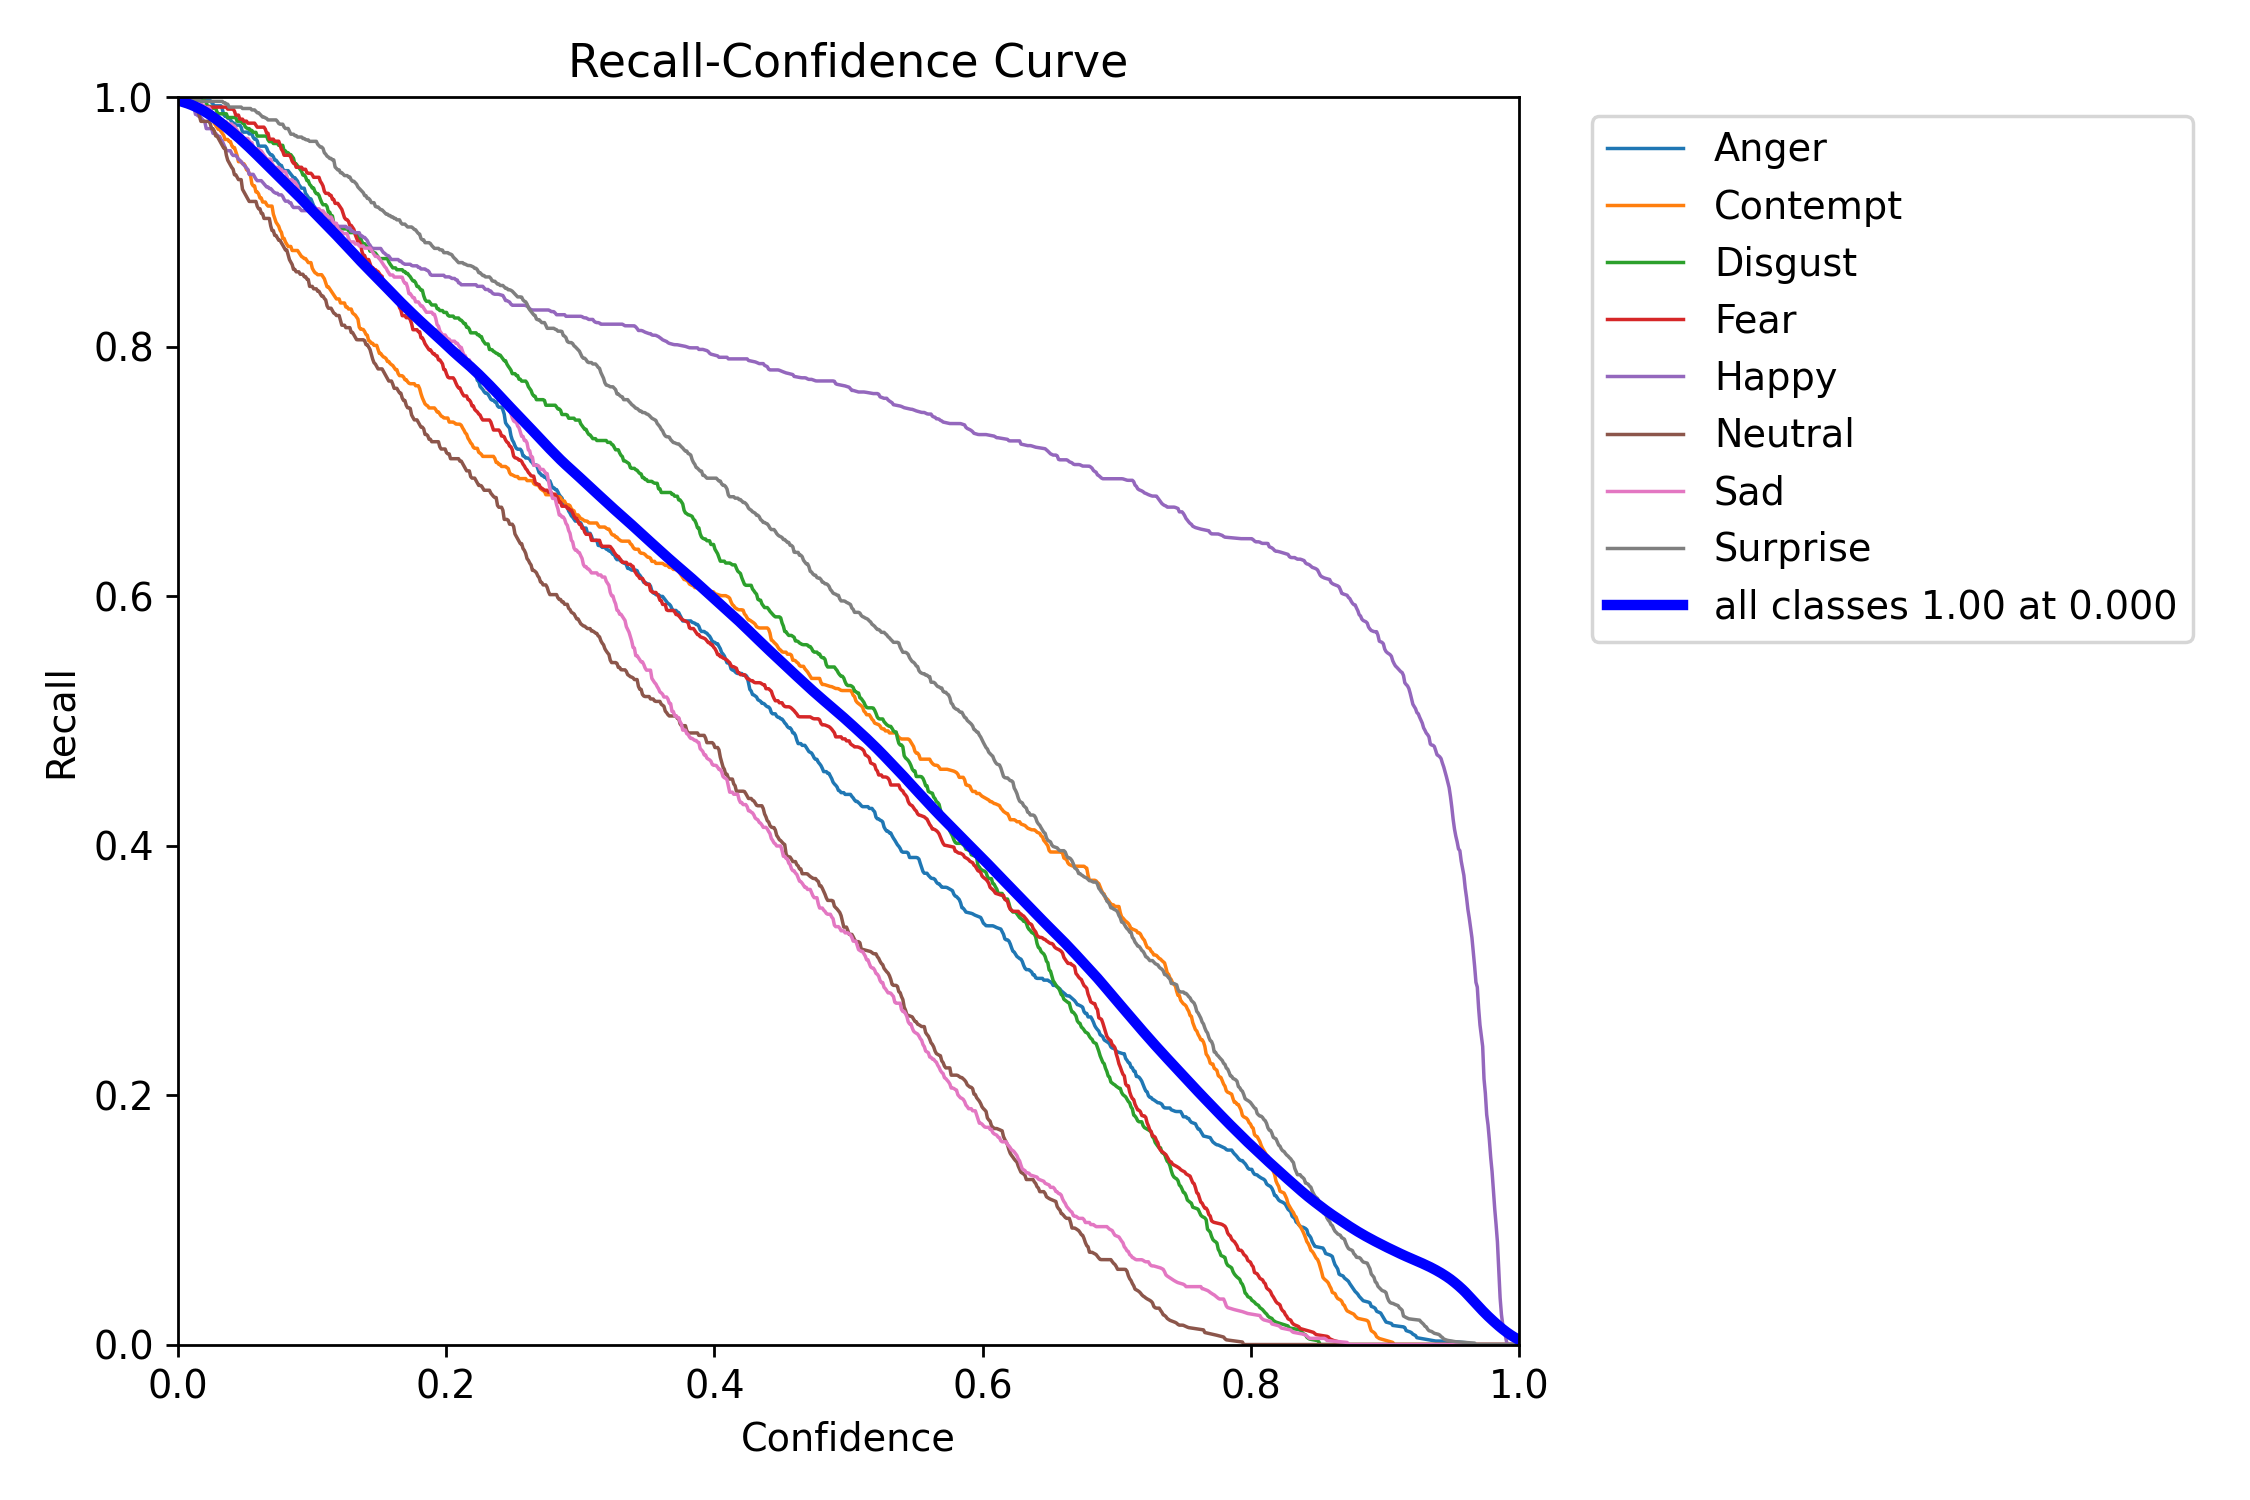 Recall-Confidence Curve
1.0
0.8
0.6
0.4
0.2
0.0
Recall
0.0 0.2 0.4 0.6 0.8 1.0
Confidence
Anger
Contempt
Disgust
Fear
Happy
Neutral
Sad
Surprise
all classes 1.00 at 0.000